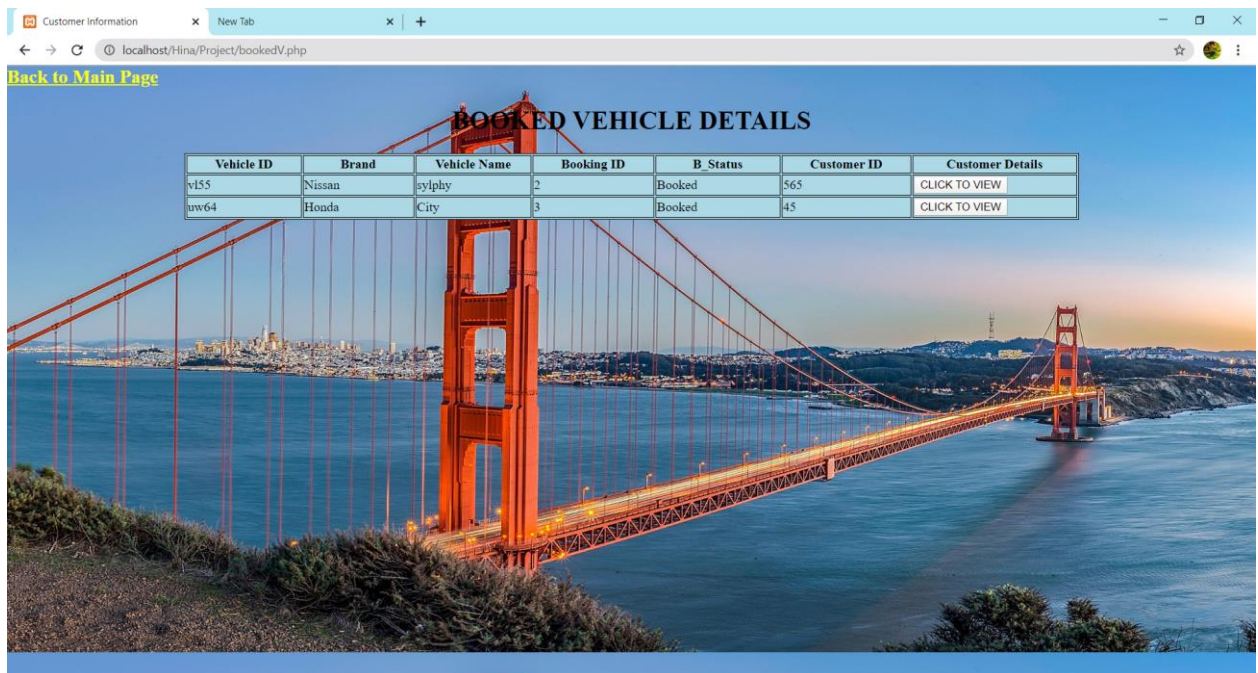 Customer Information New Tab
localhost/Hina/Project/bookedV.php
Back to Main Page
BOOKED VEHICLE DETAILS
Vehicle ID Brand Vehicle Name Booking ID B_Status Customer ID Customer Details
vl55 Nissan sylphy 2 Booked 565 CLICK TO VIEW
uw64 Honda City 3 Booked 45 CLICK TO VIEW